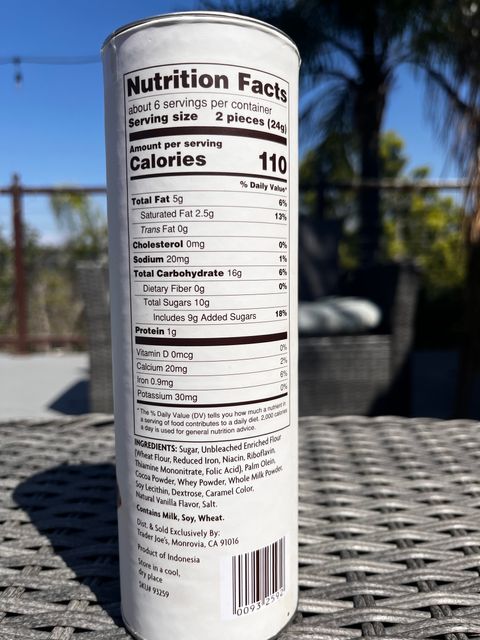 Nutrition Facts
about 6 servings per container
Serving size 2 pieces (24g)
Amount per serving
Calories 110
% Daily Value*
Total Fat 5g 6%
Saturated Fat 2.5g 13%
Trans Fat 0g
Cholesterol 0mg 0%
Sodium 20mg 1%
Total Carbohydrate 16g 6%
Dietary Fiber 0g 0%
Total Sugars 10g
Includes 9g Added Sugars 18%
Protein 1g
Vitamin D 0mcg 0%
Calcium 20mg 2%
Iron 0.9mg 6%
Potassium 30mg 0%
* The % Daily Value (DV) tells you how much a nutrient in
a serving of food contributes to a daily diet. 2,000 calories
a day is used for general nutrition advice.
INGREDIENTS: Sugar, Unbleached Enriched Flour
(Wheat Flour, Reduced Iron, Niacin, Riboflavin,
Thiamine Mononitrate, Folic Acid), Palm Olein,
Cocoa Powder, Whey Powder, Whole Milk Powder,
Soy Lecithin, Dextrose, Caramel Color,
Natural Vanilla Flavor, Salt.
Contains Milk, Soy, Wheat.
Dist. & Sold Exclusively By:
Trader Joe's, Monrovia, CA 91016
Product of Indonesia
Store in a cool,
dry place
SKU# 93259
0093 2592